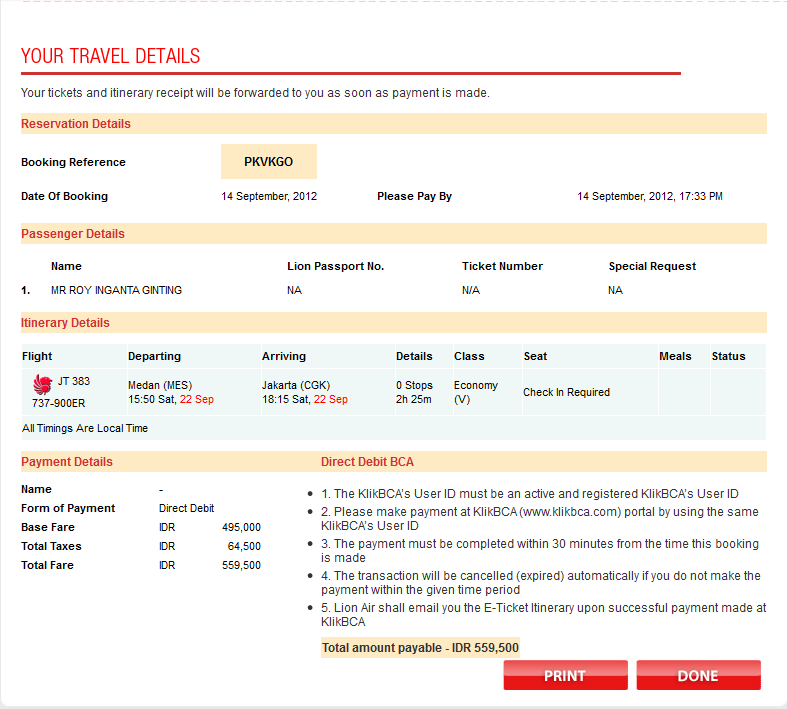 YOUR TRAVEL DETAILS
Your tickets and itinerary receipt will be forwarded to you as soon as payment is made.
Reservation Details
Booking Reference PKVKGO
Date Of Booking 14 September, 2012 Please Pay By 14 September, 2012, 17:33 PM
Passenger Details
Name Lion Passport No. Ticket Number Special Request
1. MR ROY INGANTA GINTING NA N/A NA
Itinerary Details
Flight Departing Arriving Details Class Seat Meals Status
JT 383 Medan (MES) Jakarta (CGK) 0 Stops Economy Check In Required
737-900ER 15:50 Sat, 22 Sep 18:15 Sat, 22 Sep 2h 25m (V)
All Timings Are Local Time
Payment Details
Name -
Form of Payment Direct Debit
Base Fare IDR 495,000
Total Taxes IDR 64,500
Total Fare IDR 559,500
Direct Debit BCA
1. The KlikBCA's User ID must be an active and registered KlikBCA's User ID
2. Please make payment at KlikBCA (www.klikbca.com) portal by using the same
KlikBCA's User ID
3. The payment must be completed within 30 minutes from the time this booking
is made
4. The transaction will be cancelled (expired) automatically if you do not make the
payment within the given time period
5. Lion Air shall email you the E-Ticket Itinerary upon successful payment made at
KlikBCA
Total amount payable - IDR 559,500
PRINT DONE